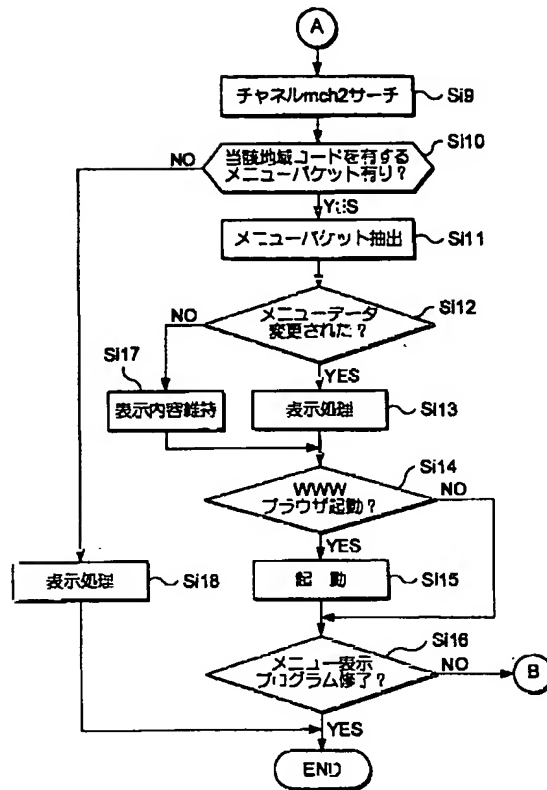 A
チャネルmch2サーチ
Si9
当該地域コードを有する
メニューパケット有り？
Si10
NO
YES
メニューパケット抽出
Si11
メニューデータ
変更された？
Si12
NO
YES
Si17
表示内容維持
表示処理
Si13
WWW
ブラウザ起動？
Si14
NO
YES
起 動
Si15
表示処理
Si18
メニュー表示
プログラム修了？
Si16
NO
B
YES
END